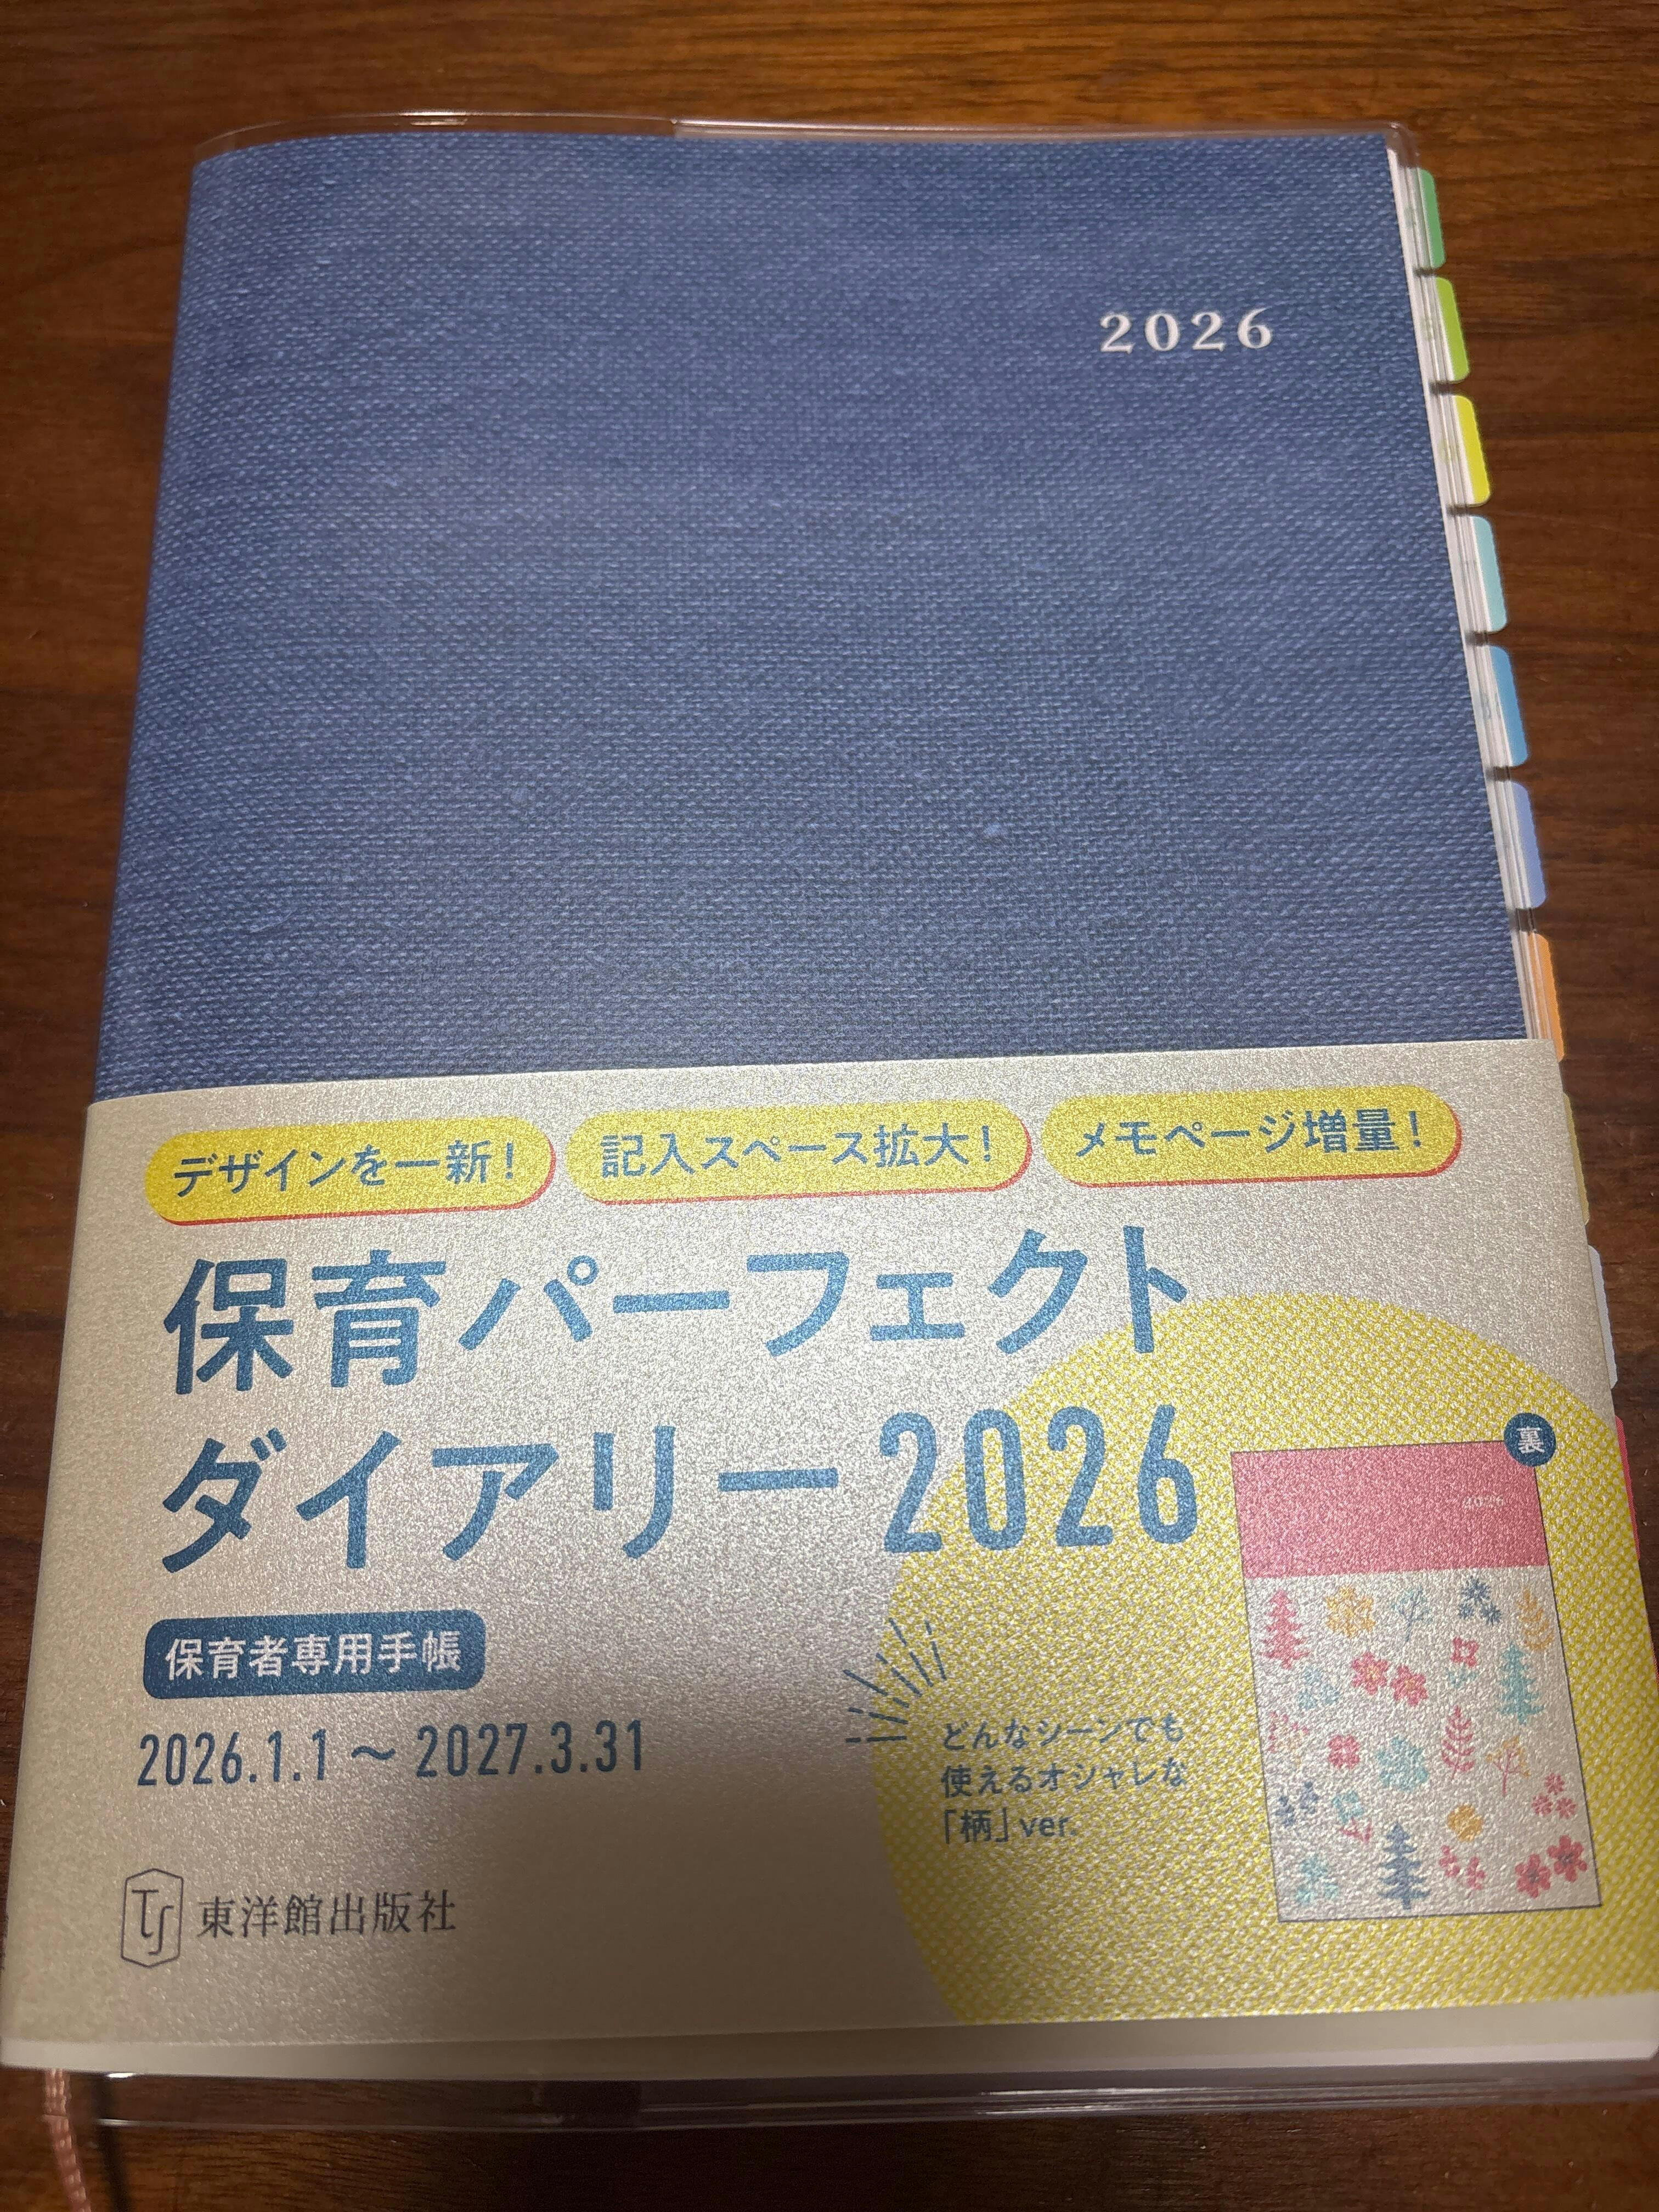 2026
デザインを一新！
記入スペース拡大！
メモページ増量！
保育パーフェクト
ダイアリー2026
保育者専用手帳
2026.1.1～2027.3.31
裏
2026
どんなシーンでも
使えるオシャレな
「柄」ver.
TS
東洋館出版社